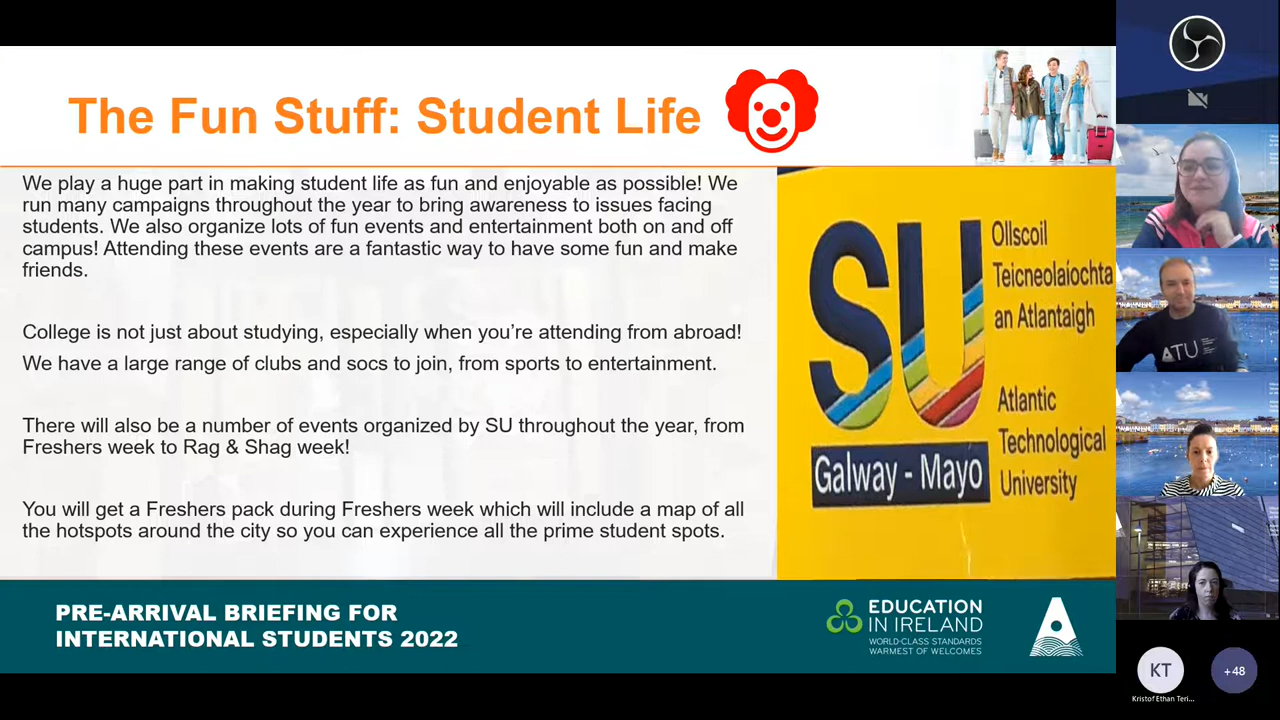 The Fun Stuff: Student Life
We play a huge part in making student life as fun and enjoyable as possible! We
run many campaigns throughout the year to bring awareness to issues facing
students. We also organize lots of fun events and entertainment both on and off
campus! Attending these events are a fantastic way to have some fun and make
friends.
College is not just about studying, especially when you’re attending from abroad!
We have a large range of clubs and socs to join, from sports to entertainment.
There will also be a number of events organized by SU throughout the year, from
Freshers week to Rag & Shag week!
You will get a Freshers pack during Freshers week which will include a map of all
the hotspots around the city so you can experience all the prime student spots.
SU
Galway - Mayo
Ollscoil
Teicneolaíochta
an Atlantaigh
Atlantic
Technological
University
PRE-ARRIVAL BRIEFING FOR
INTERNATIONAL STUDENTS 2022
EDUCATION
IN IRELAND
WORLD-CLASS STANDARDS
WARMEST OF WELCOMES
ATU
KT
Kristof Ethan Teri...
+48